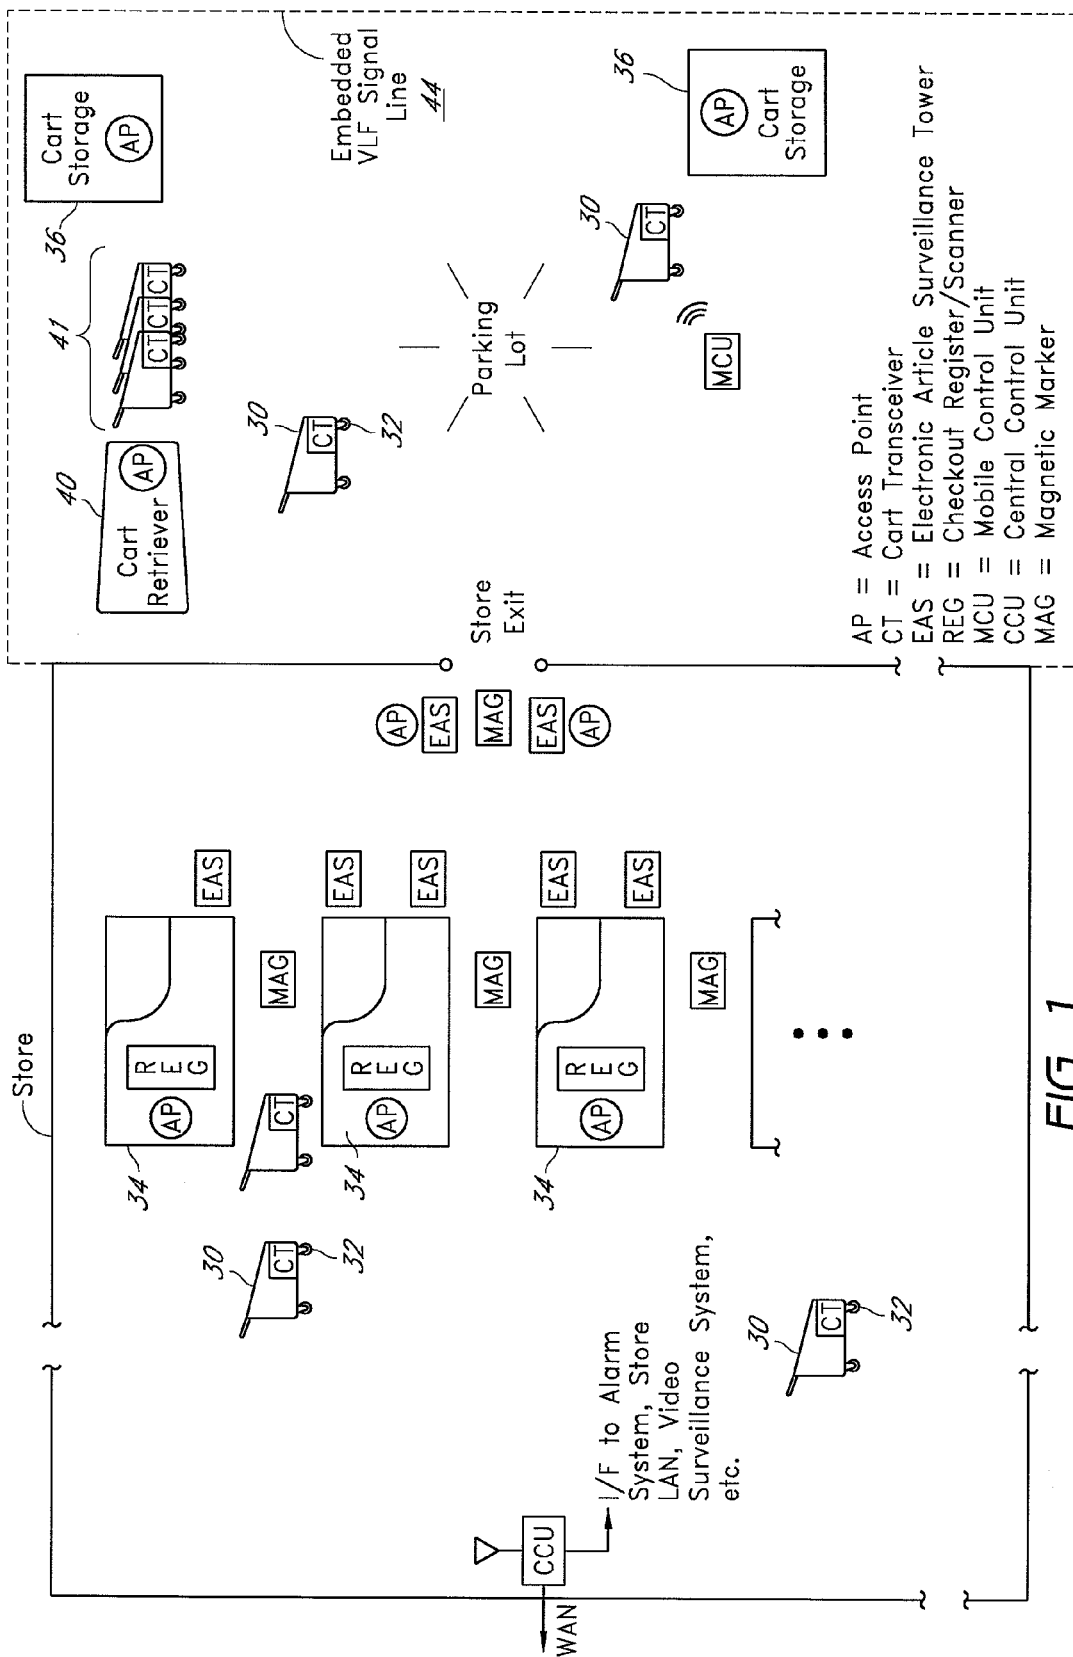 Store
34
REG
AP
EAS
MAG
30
CT
32
CT
34
REG
AP
EAS
EAS
MAG
34
REG
AP
EAS
EAS
MAG
30
CT
32
CCU
WAN
I/F to Alarm
System, Store
LAN, Video
Surveillance System,
etc.
AP
EAS
MAG
EAS
AP
Store
Exit
40
Cart
Retriever
AP
41
CT
CT
CT
36
Cart
Storage
AP
30
CT
32
Embedded
VLF Signal
Line
44
Parking
Lot
30
CT
MCU
36
AP
Cart
Storage
AP = Access Point
CT = Cart Transceiver
EAS = Electronic Article Surveillance Tower
REG = Checkout Register/Scanner
MCU = Mobile Control Unit
CCU = Central Control Unit
MAG = Magnetic Marker
FIG. 1